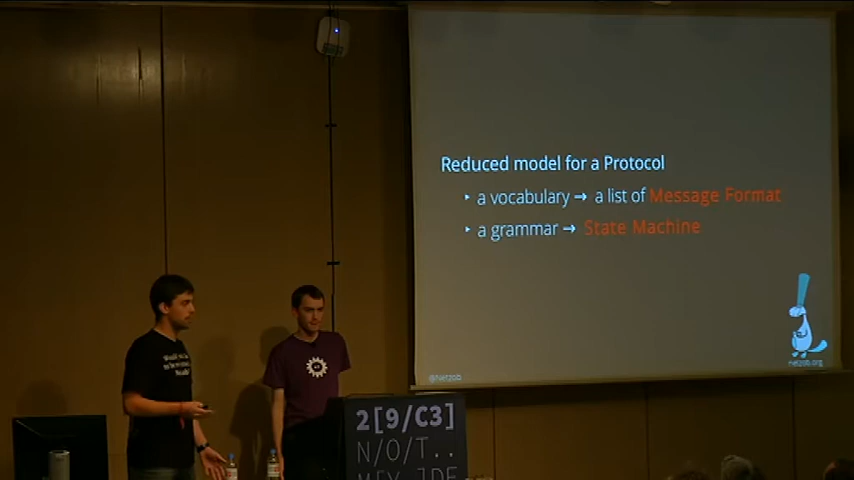 Reduced model for a Protocol
‣ a vocabulary → a list of Message Format
‣ a grammar → State Machine
netzob.org
@Netzob
2[9/C3]
N/O/T..